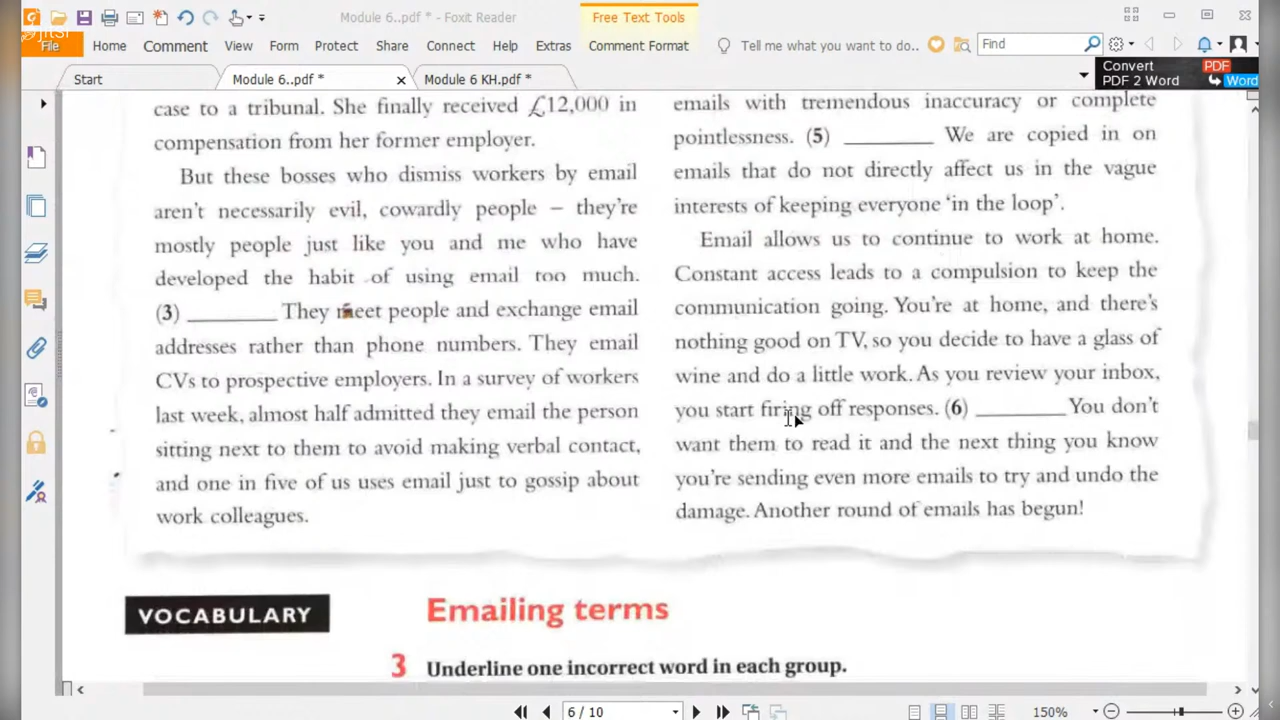 Module 6..pdf * - Foxit Reader
Free Text Tools
File
Home
Comment
View
Form
Protect
Share
Connect
Help
Extras
Comment Format
Tell me what you want to do..
Find
Start
Module 6..pdf *
Module 6 KH.pdf *
Convert
PDF 2 Word
PDF
Word
case to a tribunal. She finally received £12,000 in
compensation from her former employer.
But these bosses who dismiss workers by email
aren't necessarily evil, cowardly people – they're
mostly people just like you and me who have
developed the habit of using email too much.
(3) ________ They meet people and exchange email
addresses rather than phone numbers. They email
CVs to prospective employers. In a survey of workers
last week, almost half admitted they email the person
sitting next to them to avoid making verbal contact,
and one in five of us uses email just to gossip about
work colleagues.
emails with tremendous inaccuracy or complete
pointlessness. (5) ________ We are copied in on
emails that do not directly affect us in the vague
interests of keeping everyone 'in the loop'.
Email allows us to continue to work at home.
Constant access leads to a compulsion to keep the
communication going. You're at home, and there's
nothing good on TV, so you decide to have a glass of
wine and do a little work. As you review your inbox,
you start firing off responses. (6) ________ You don't
want them to read it and the next thing you know
you're sending even more emails to try and undo the
damage. Another round of emails has begun!
VOCABULARY
Emailing terms
3 Underline one incorrect word in each group.
6 / 10
150%